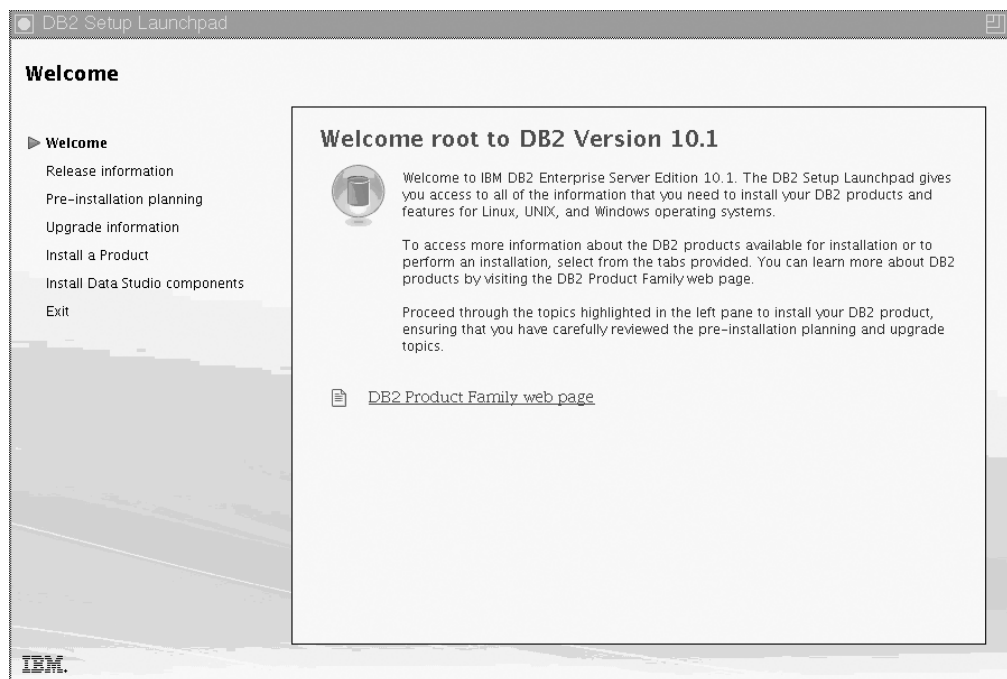 DB2 Setup Launchpad
Welcome
Welcome
Release information
Pre-installation planning
Upgrade information
Install a Product
Install Data Studio components
Exit
Welcome root to DB2 Version 10.1
Welcome to IBM DB2 Enterprise Server Edition 10.1. The DB2 Setup Launchpad gives
you access to all of the information that you need to install your DB2 products and
features for Linux, UNIX, and Windows operating systems.
To access more information about the DB2 products available for installation or to
perform an installation, select from the tabs provided. You can learn more about DB2
products by visiting the DB2 Product Family web page.
Proceed through the topics highlighted in the left pane to install your DB2 product,
ensuring that you have carefully reviewed the pre-installation planning and upgrade
topics.
DB2 Product Family web page
IBM.